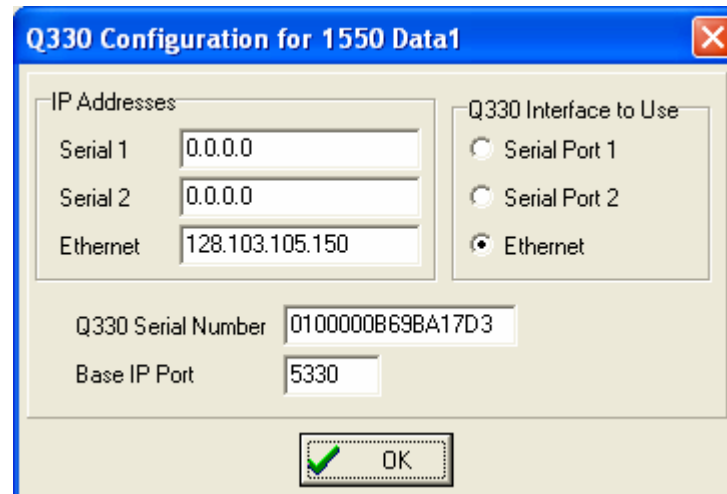 Q330 Configuration for 1550 Data1
IP Addresses
Serial 1 0.0.0.0
Serial 2 0.0.0.0
Ethernet 128.103.105.150
Q330 Interface to Use
Serial Port 1
Serial Port 2
Ethernet
Q330 Serial Number 0100000B69BA17D3
Base IP Port 5330
OK